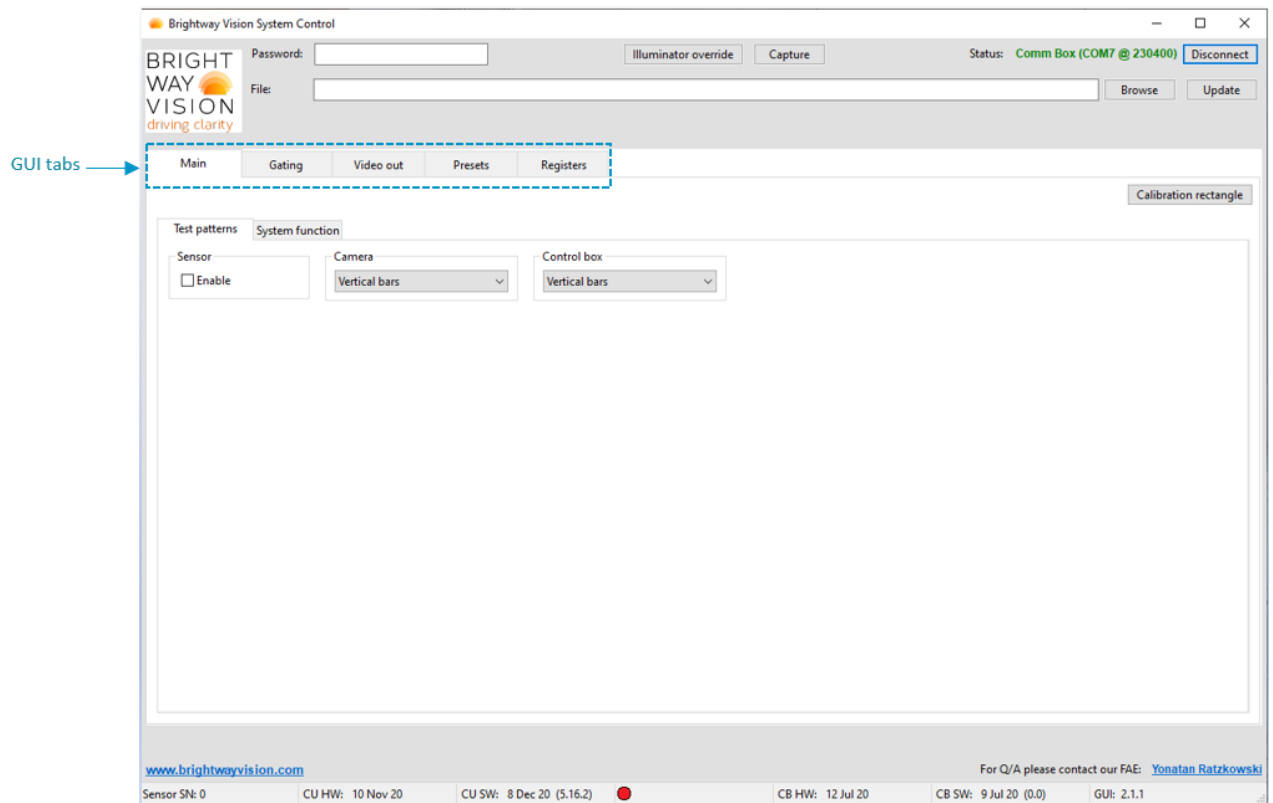 Brightway Vision System Control
BRIGHT
WAY
VISION
driving clarity
Password:
Illuminator override
Capture
Status: Comm Box (COM7 @ 230400)
Disconnect
File:
Browse
Update
GUI tabs
Main
Gating
Video out
Presets
Registers
Calibration rectangle
Test patterns
System function
Sensor
Enable
Camera
Vertical bars
Control box
Vertical bars
www.brightwayvision.com
For Q/A please contact our FAE: Yonatan Ratzkowski
Sensor SN: 0
CU HW: 10 Nov 20
CU SW: 8 Dec 20 (5.16.2)
CB HW: 12 Jul 20
CB SW: 9 Jul 20 (0.0)
GUI: 2.1.1